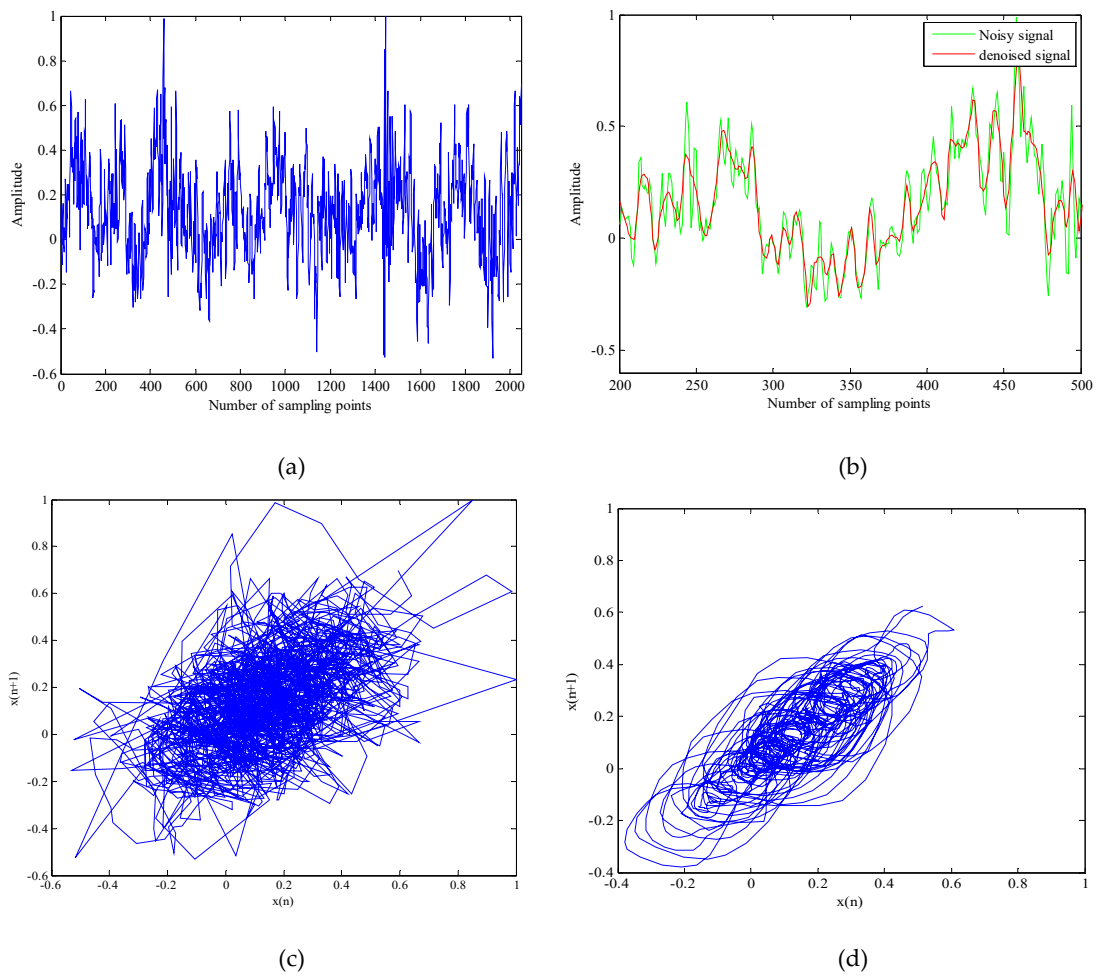 1
0.8
0.6
0.4
0.2
0
-0.2
-0.4
-0.6
Amplitude
0 200 400 600 800 1000 1200 1400 1600 1800 2000
Number of sampling points
(a)
1
0.5
0
-0.5
Amplitude
Noisy signal
denoised signal
200 250 300 350 400 450 500
Number of sampling points
(b)
1
0.8
0.6
0.4
0.2
0
-0.2
-0.4
-0.6
x(n+1)
-0.6 -0.4 -0.2 0 0.2 0.4 0.6 0.8 1
x(n)
(c)
1
0.8
0.6
0.4
0.2
0
-0.2
-0.4
x(n+1)
-0.4 -0.2 0 0.2 0.4 0.6 0.8 1
x(n)
(d)